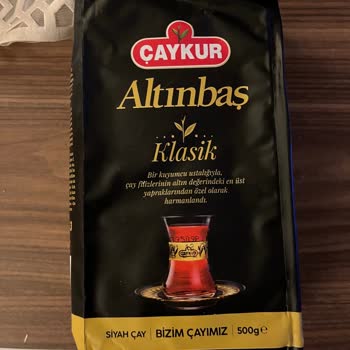 ÇAYKUR
Altınbaş
Klasik
Bir kuyumcu ustalığıyla,
çay filizlerinin altın değerindeki en üst
yapraklarından özel olarak
harmanlandı.
ÇAYKUR
SİYAH ÇAY | BİZİM ÇAYIMIZ | 500g e